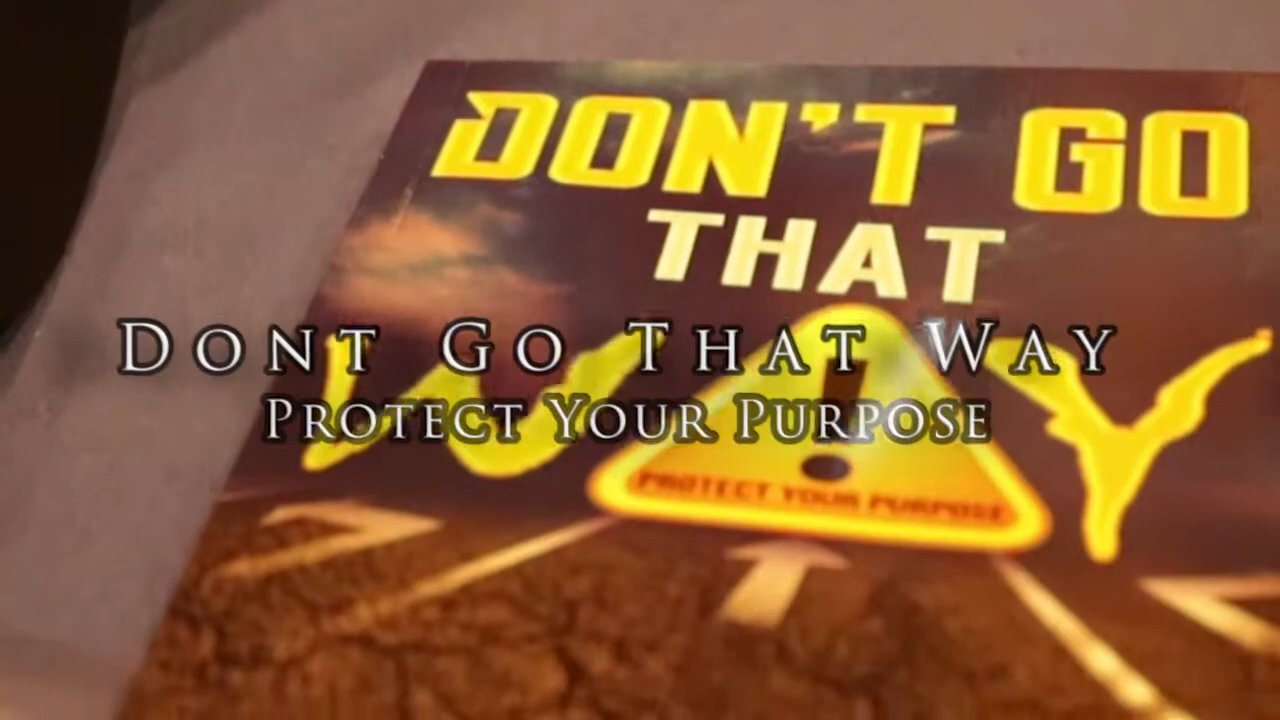 DON'T GO
THAT
WAY
PROTECT YOUR PURPOSE
DONT GO THAT WAY
PROTECT YOUR PURPOSE